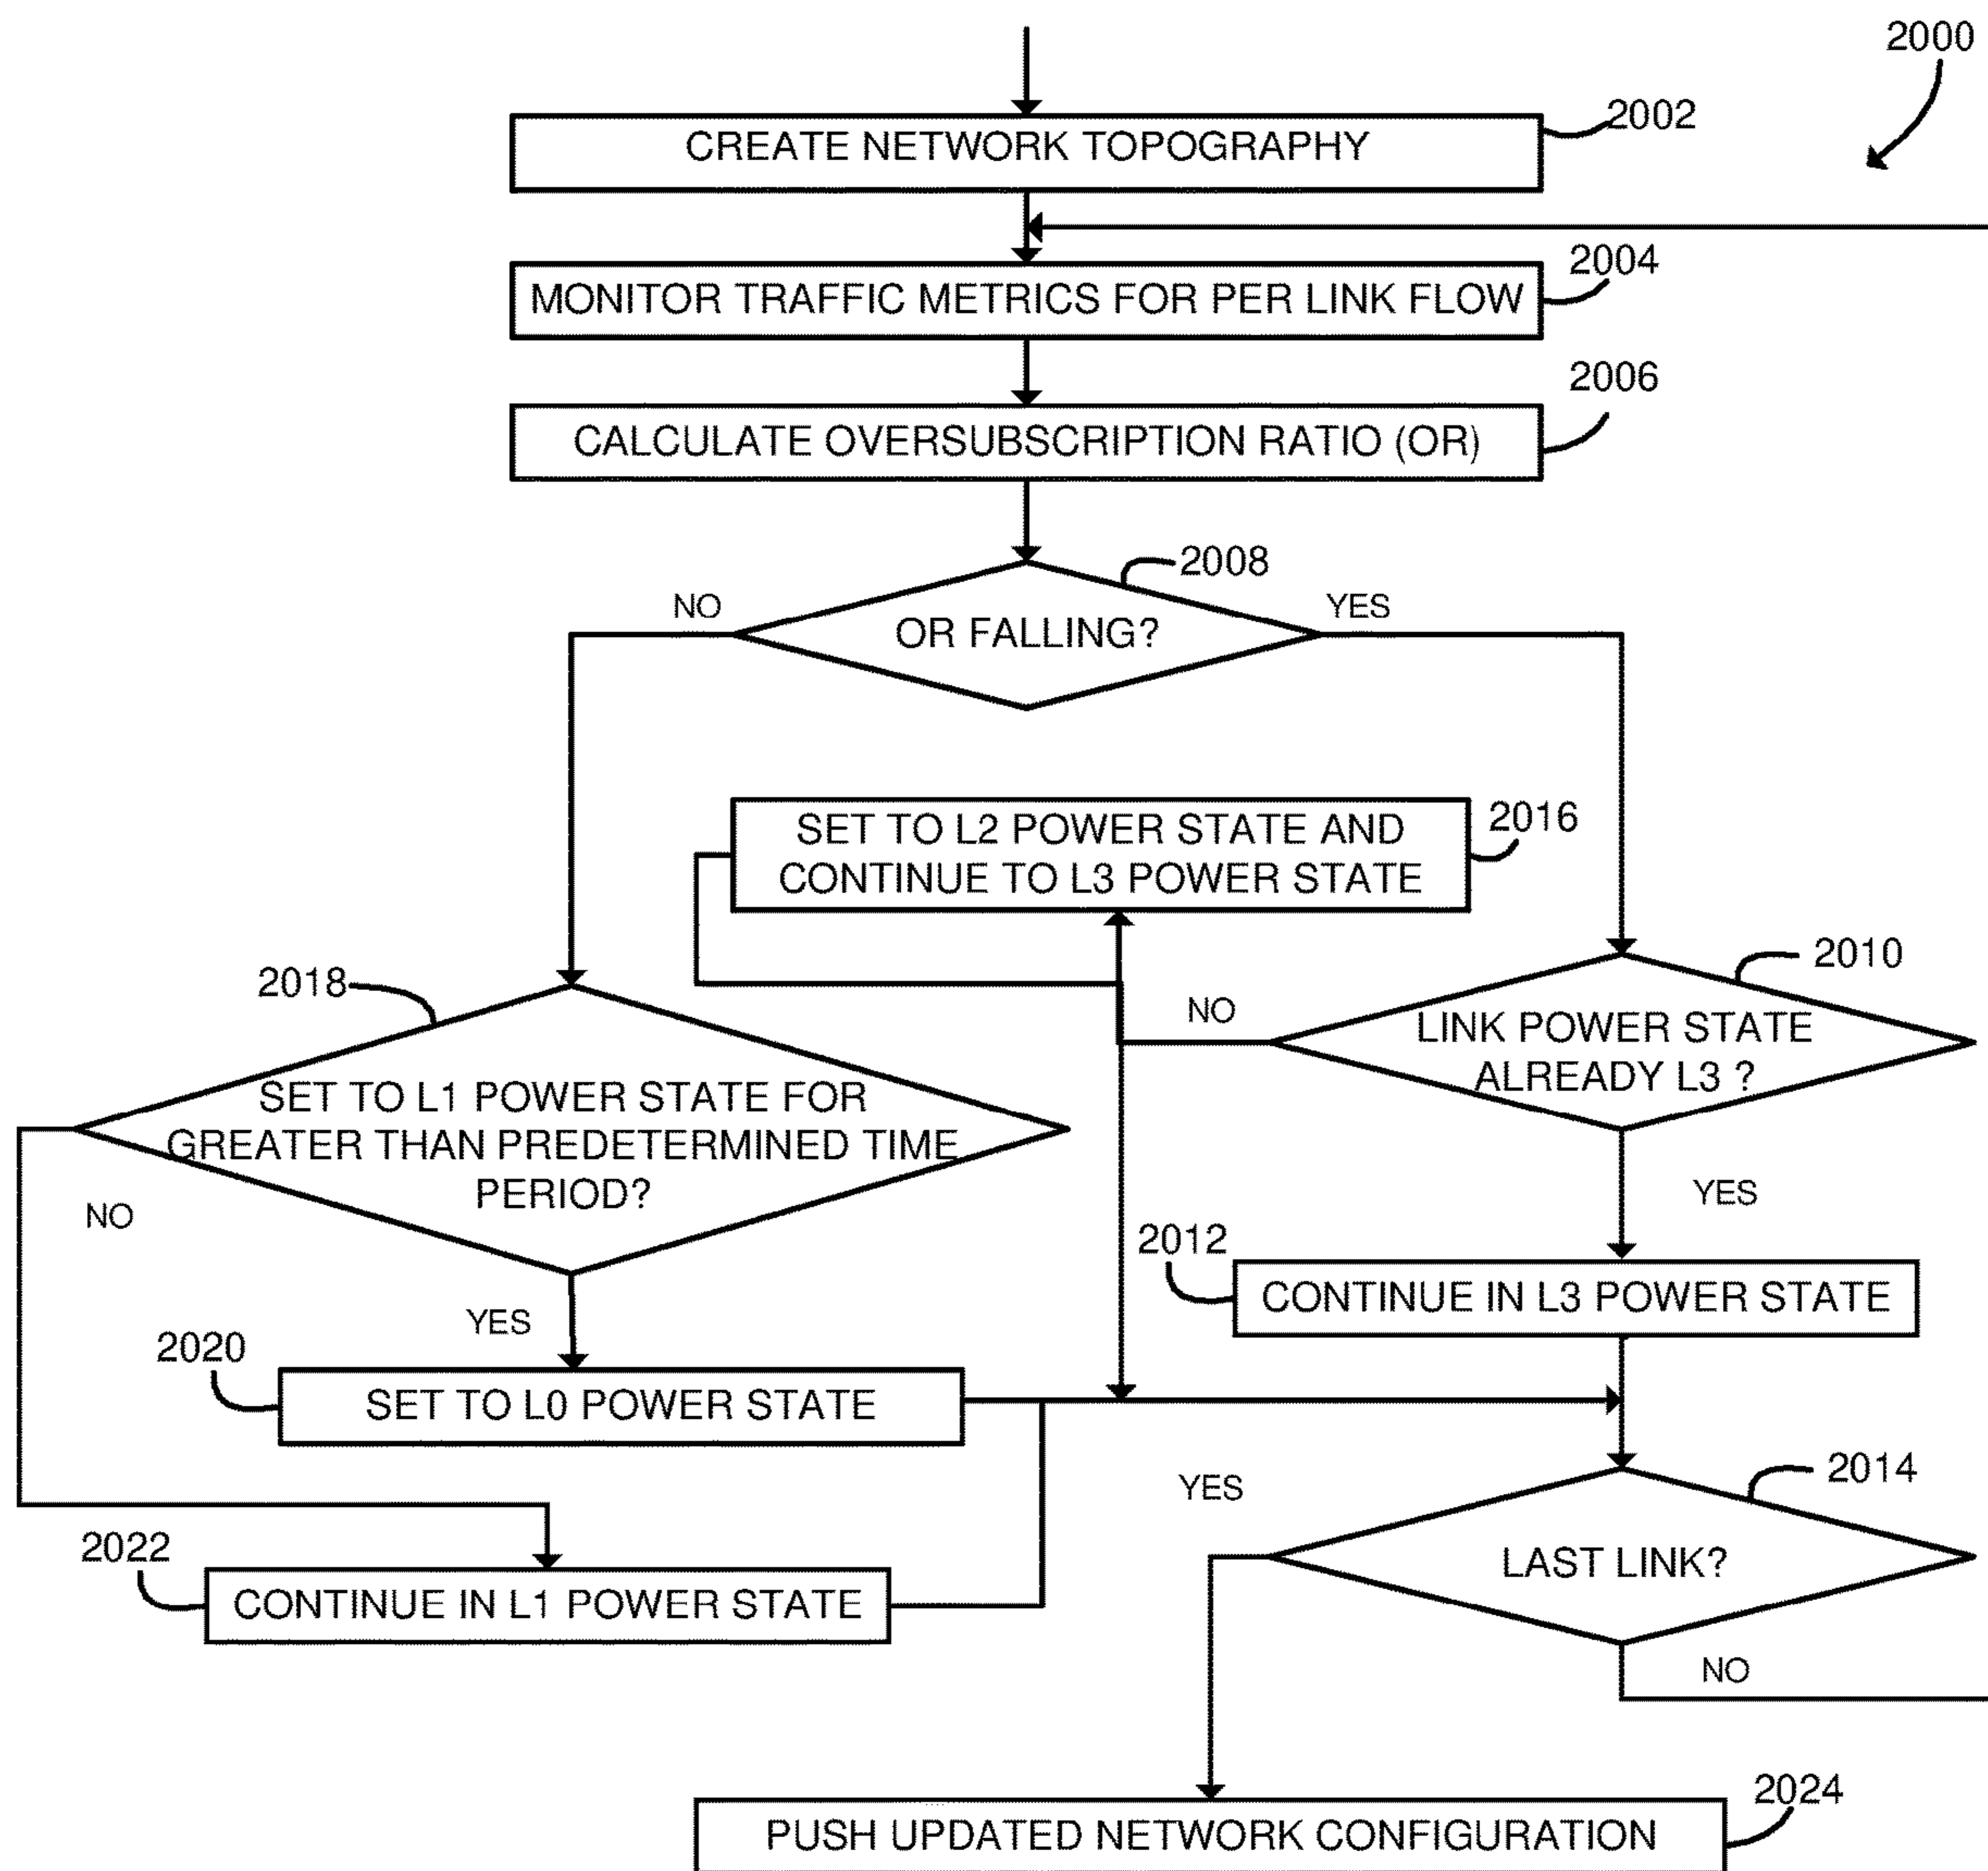 2000
CREATE NETWORK TOPOGRAPHY
2002
MONITOR TRAFFIC METRICS FOR PER LINK FLOW
2004
CALCULATE OVERSUBSCRIPTION RATIO (OR)
2006
OR FALLING?
2008
NO
YES
SET TO L2 POWER STATE AND
CONTINUE TO L3 POWER STATE
2016
2018
SET TO L1 POWER STATE FOR
GREATER THAN PREDETERMINED TIME
PERIOD?
NO
YES
2010
LINK POWER STATE
ALREADY L3 ?
NO
YES
2012
CONTINUE IN L3 POWER STATE
2020
SET TO L0 POWER STATE
2022
CONTINUE IN L1 POWER STATE
2014
LAST LINK?
YES
NO
2024
PUSH UPDATED NETWORK CONFIGURATION